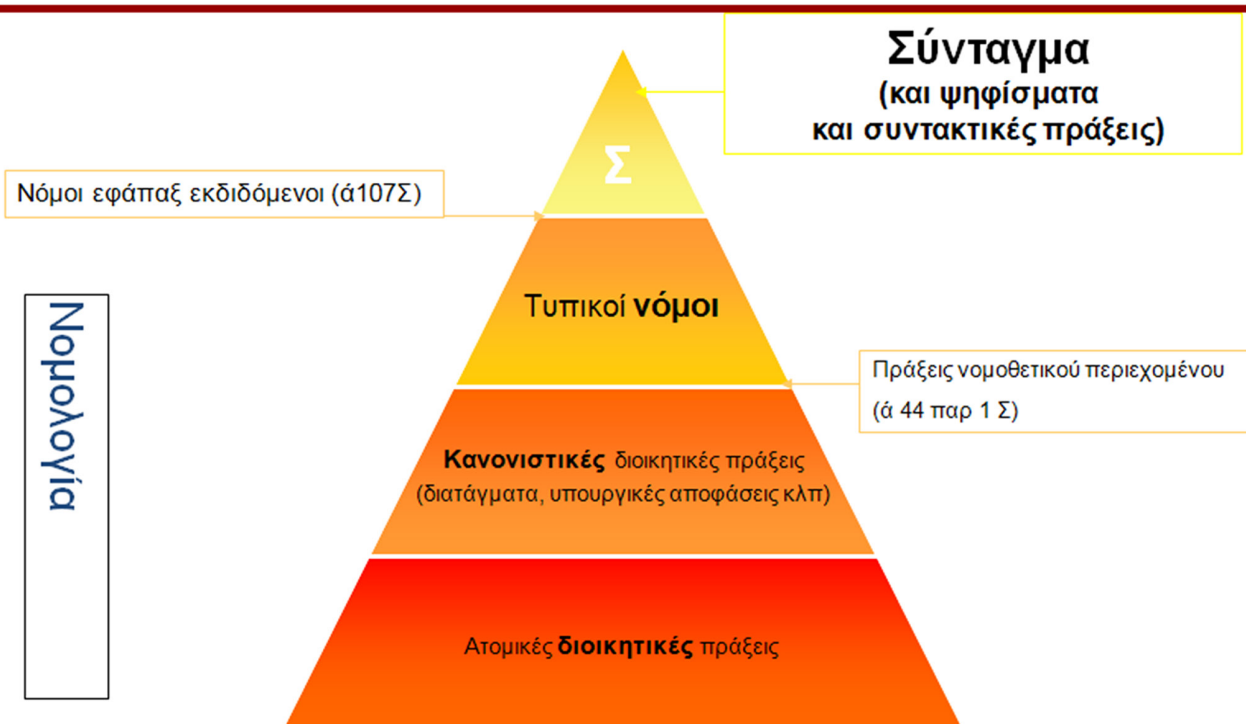 Σύνταγμα
(και ψηφίσματα
και συντακτικές πράξεις)
Σ
Νόμοι εφάπαξ εκδιδόμενοι (ά107Σ)
Τυπικοί νόμοι
Πράξεις νομοθετικού περιεχομένου
(ά 44 παρ 1 Σ)
Νομολογία
Κανονιστικές διοικητικές πράξεις
(διατάγματα, υπουργικές αποφάσεις κλπ)
Ατομικές διοικητικές πράξεις